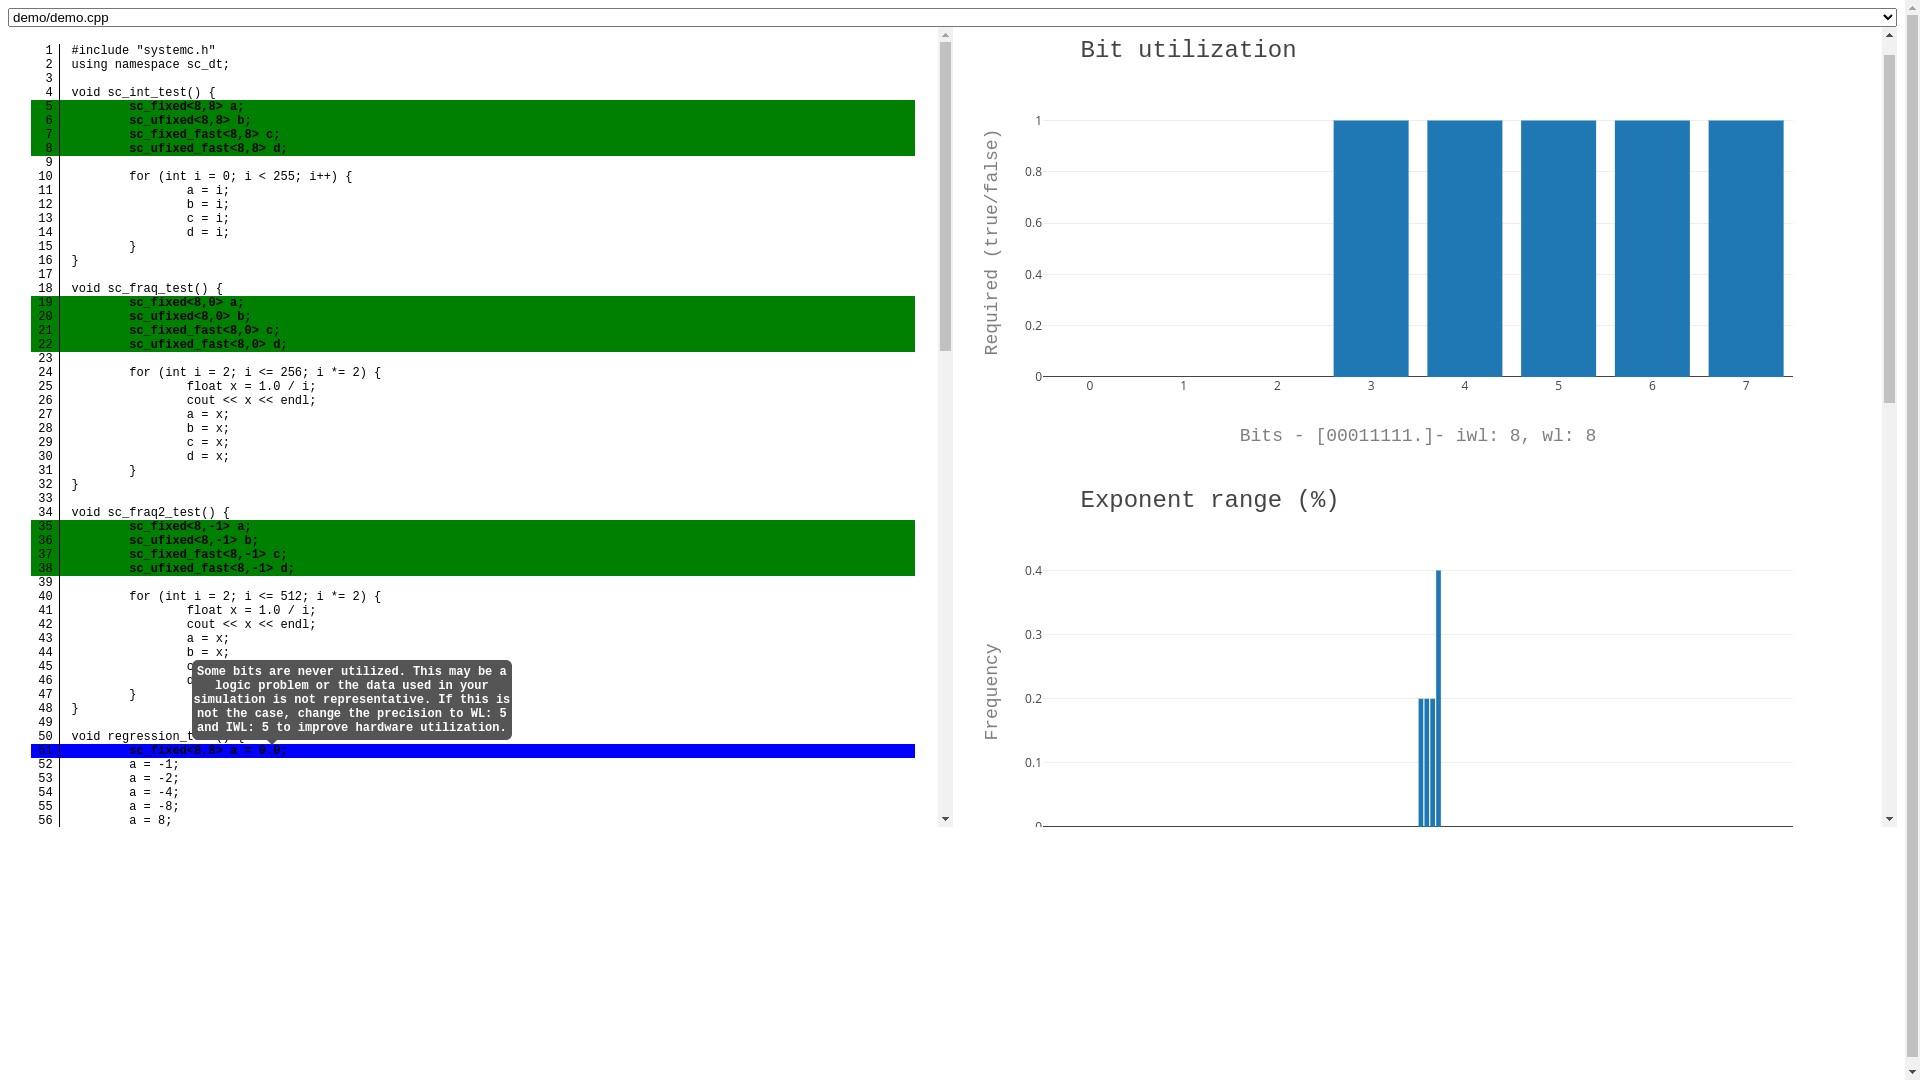 demo/demo.cpp
1 #include "systemc.h"
2 using namespace sc_dt;
3
4 void sc_int_test() {
5 sc_fixed<8,8> a;
6 sc_ufixed<8,8> b;
7 sc_fixed_fast<8,8> c;
8 sc_ufixed_fast<8,8> d;
9
10 for (int i = 0; i < 255; i++) {
11 a = i;
12 b = i;
13 c = i;
14 d = i;
15 }
16 }
17
18 void sc_fraq_test() {
19 sc_fixed<8,0> a;
20 sc_ufixed<8,0> b;
21 sc_fixed_fast<8,0> c;
22 sc_ufixed_fast<8,0> d;
23
24 for (int i = 2; i <= 256; i *= 2) {
25 float x = 1.0 / i;
26 cout << x << endl;
27 a = x;
28 b = x;
29 c = x;
30 d = x;
31 }
32 }
33
34 void sc_fraq2_test() {
35 sc_fixed<8,-1> a;
36 sc_ufixed<8,-1> b;
37 sc_fixed_fast<8,-1> c;
38 sc_ufixed_fast<8,-1> d;
39
40 for (int i = 2; i <= 512; i *= 2) {
41 float x = 1.0 / i;
42 cout << x << endl;
43 a = x;
44 b = x;
45
46
47 }
48 }
49
50 void
51 sc_fixed<8,8> a = 0.0;
52 a = -1;
53 a = -2;
54 a = -4;
55 a = -8;
56 a = 8;
Some bits are never utilized. This may be a
logic problem or the data used in your
simulation is not representative. If this is
not the case, change the precision to WL: 5
and IWL: 5 to improve hardware utilization.
Bit utilization
Required (true/false)
1
0.8
0.6
0.4
0.2
0
0 1 2 3 4 5 6 7
Bits - [00011111.]- iwl: 8, wl: 8
Exponent range (%)
Frequency
0.4
0.3
0.2
0.1
0